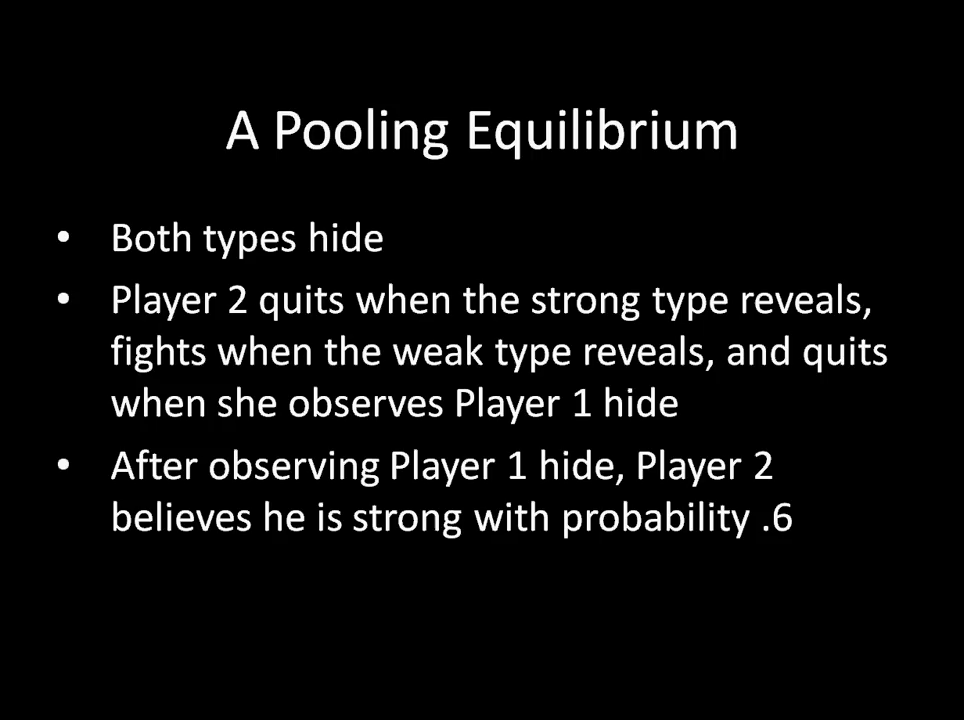 A Pooling Equilibrium
• Both types hide
• Player 2 quits when the strong type reveals,
fights when the weak type reveals, and quits
when she observes Player 1 hide
• After observing Player 1 hide, Player 2
believes he is strong with probability .6